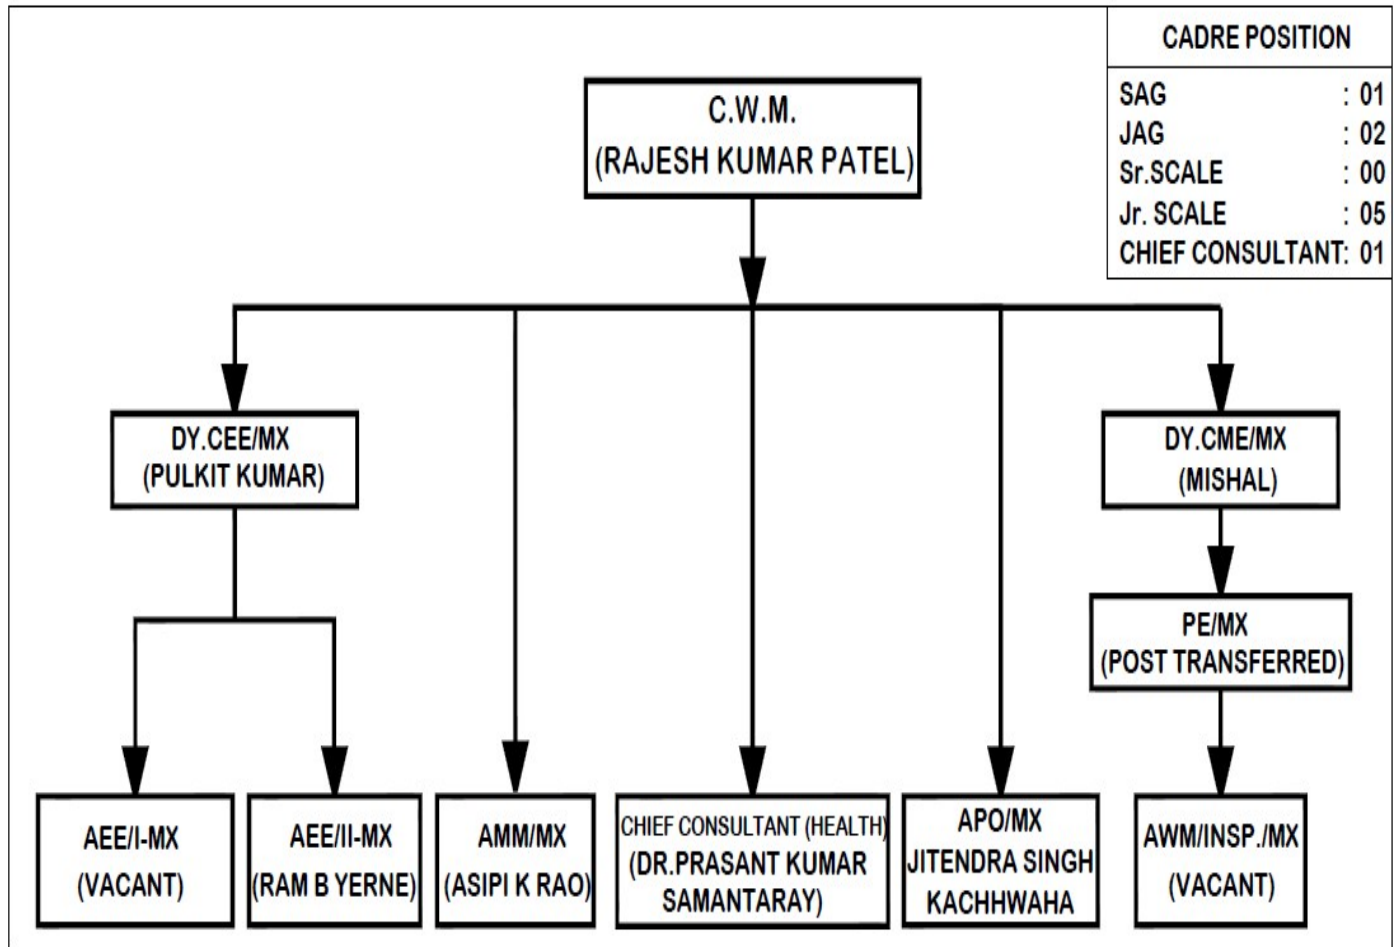 CADRE POSITION
SAG : 01
JAG : 02
Sr.SCALE : 00
Jr. SCALE : 05
CHIEF CONSULTANT: 01
C.W.M.
(RAJESH KUMAR PATEL)
DY.CEE/MX
(PULKIT KUMAR)
DY.CME/MX
(MISHAL)
PE/MX
(POST TRANSFERRED)
AEE/I-MX
(VACANT)
AEE/II-MX
(RAM B YERNE)
AMM/MX
(ASIPI K RAO)
CHIEF CONSULTANT (HEALTH)
(DR.PRASANT KUMAR
SAMANTARAY)
APO/MX
JITENDRA SINGH
KACHHWAHA
AWM/INSP./MX
(VACANT)